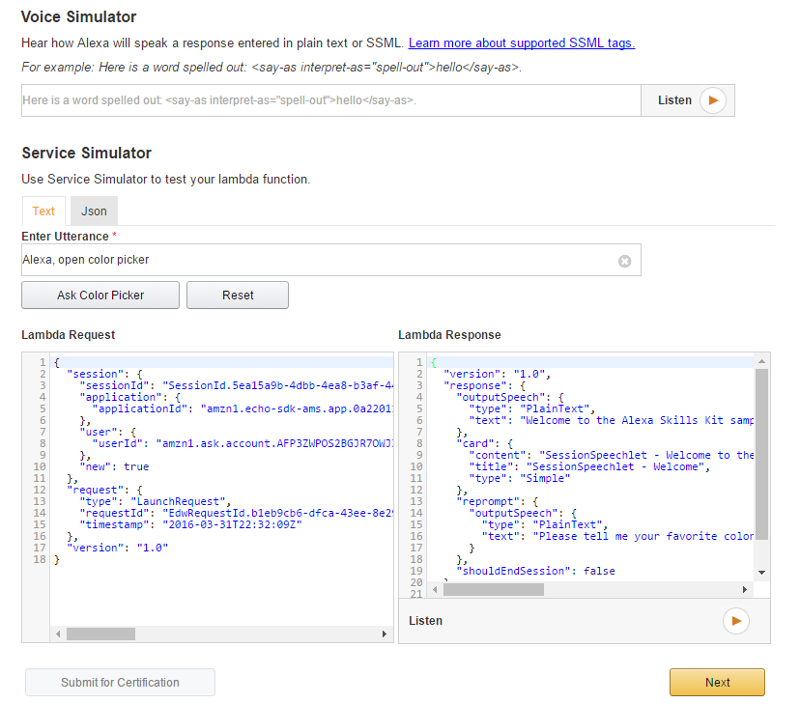 Voice Simulator
Hear how Alexa will speak a response entered in plain text or SSML. Learn more about supported SSML tags.
For example: Here is a word spelled out: <say-as interpret-as="spell-out">hello</say-as>.
Here is a word spelled out: <say-as interpret-as="spell-out">hello</say-as>.
Listen
Service Simulator
Use Service Simulator to test your lambda function.
Text
Json
Enter Utterance *
Alexa, open color picker
Ask Color Picker
Reset
Lambda Request
1 {
2 "session": {
3 "sessionId": "SessionId.5ea15a9b-4dbb-4ea8-b3af-4
4 "application": {
5 "applicationId": "amzn1.echo-sdk-ams.app.0a2201
6 },
7 "user": {
8 "userId": "amzn1.ask.account.AFP3ZWPOS2BGJR7OWJ
9 },
10 "new": true
11 },
12 "request": {
13 "type": "LaunchRequest",
14 "requestId": "EdwRequestId.b1eb9cb6-dfca-43ee-8e2
15 "timestamp": "2016-03-31T22:32:09Z"
16 },
17 "version": "1.0"
18 }
Lambda Response
1 {
2 "version": "1.0",
3 "response": {
4 "outputSpeech": {
5 "type": "PlainText",
6 "text": "Welcome to the Alexa Skills Kit samp
7 },
8 "card": {
9 "content": "SessionSpeechlet - Welcome to the
10 "title": "SessionSpeechlet - Welcome",
11 "type": "Simple"
12 },
13 "reprompt": {
14 "outputSpeech": {
15 "type": "PlainText",
16 "text": "Please tell me your favorite color
17 }
18 },
19 "shouldEndSession": false
20
21
Listen
Submit for Certification
Next